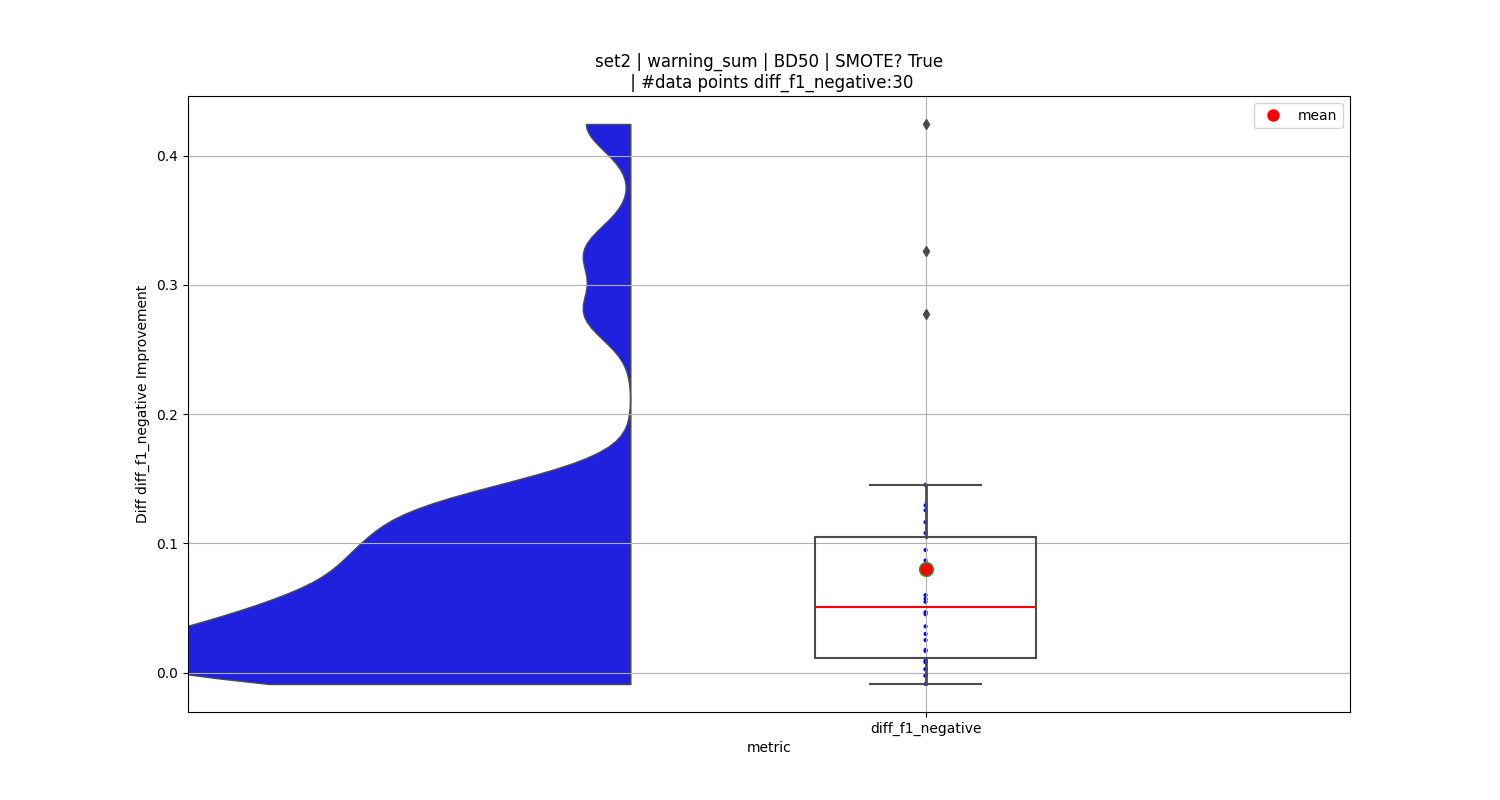 set2 | warning_sum | BD50 | SMOTE? True
| #data points diff_f1_negative:30
mean
0.4
0.3
0.2
0.1
0.0
Diff diff_f1_negative Improvement
diff_f1_negative
metric